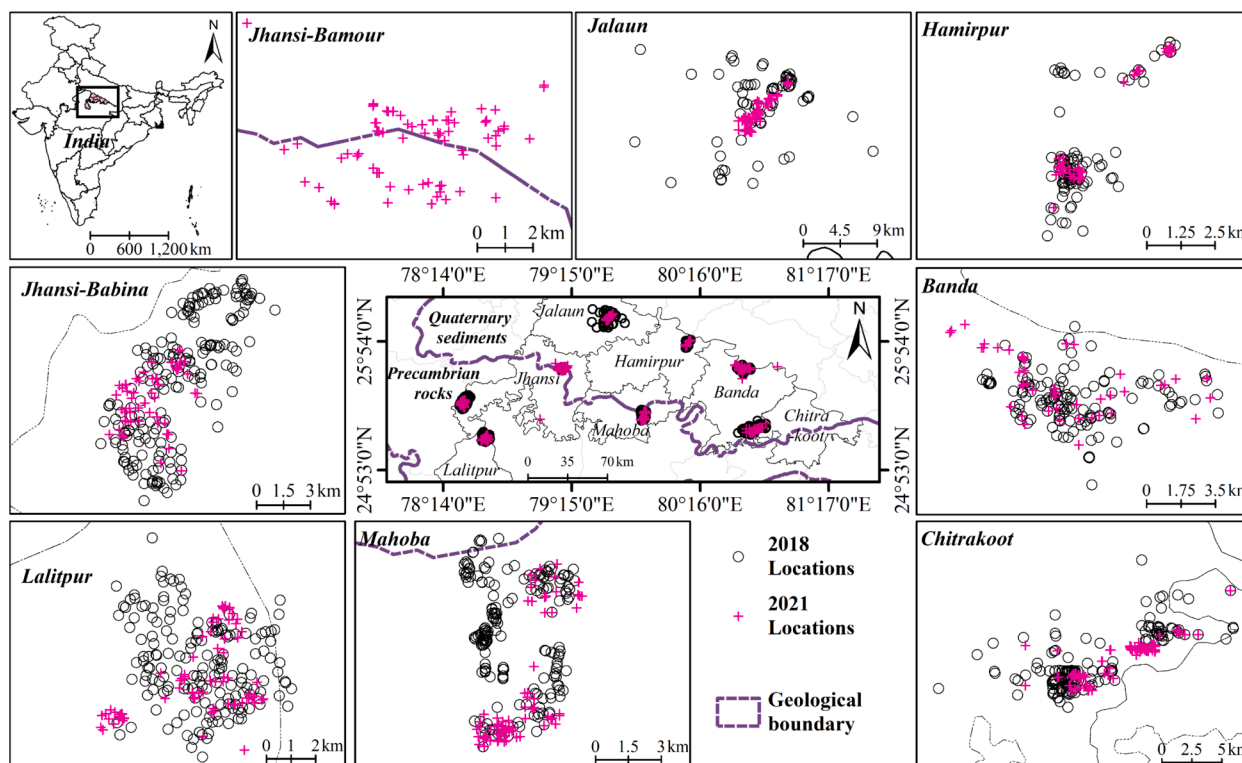 N
India
0 600 1,200 km
Jhansi-Bamour
0 1 2 km
Jalaun
0 4.5 9 km
Hamirpur
0 1.25 2.5 km
Jhansi-Babina
0 1.5 3 km
78°14'0"E 79°15'0"E 80°16'0"E 81°17'0"E
25°54'0"N
24°53'0"N
N
Jalaun
Quaternary
sediments
Hamirpur
Precambrian
rocks
Jhansi
Banda
Mahoba
Chitra
-koot
Lalitpur
0 35 70 km
25°54'0"N
24°53'0"N
78°14'0"E 79°15'0"E 80°16'0"E 81°17'0"E
Banda
0 1.75 3.5 km
Lalitpur
0 1 2 km
Mahoba
0 1.5 3 km
2018
Locations
2021
Locations
Geological
boundary
Chitrakoot
0 2.5 5 km